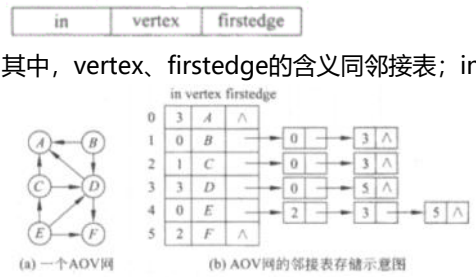 in vertex firstedge
其中，vertex、firstedge的含义同邻接表；in
in vertex firstedge
0 3 A ∧
1 0 B 0 3 ∧
2 1 C 0 3 ∧
3 3 D 0 5 ∧
4 0 E 2 3 5 ∧
5 2 F ∧
A B
C D
E F
(a) 一个AOV网 (b) AOV网的邻接表存储示意图